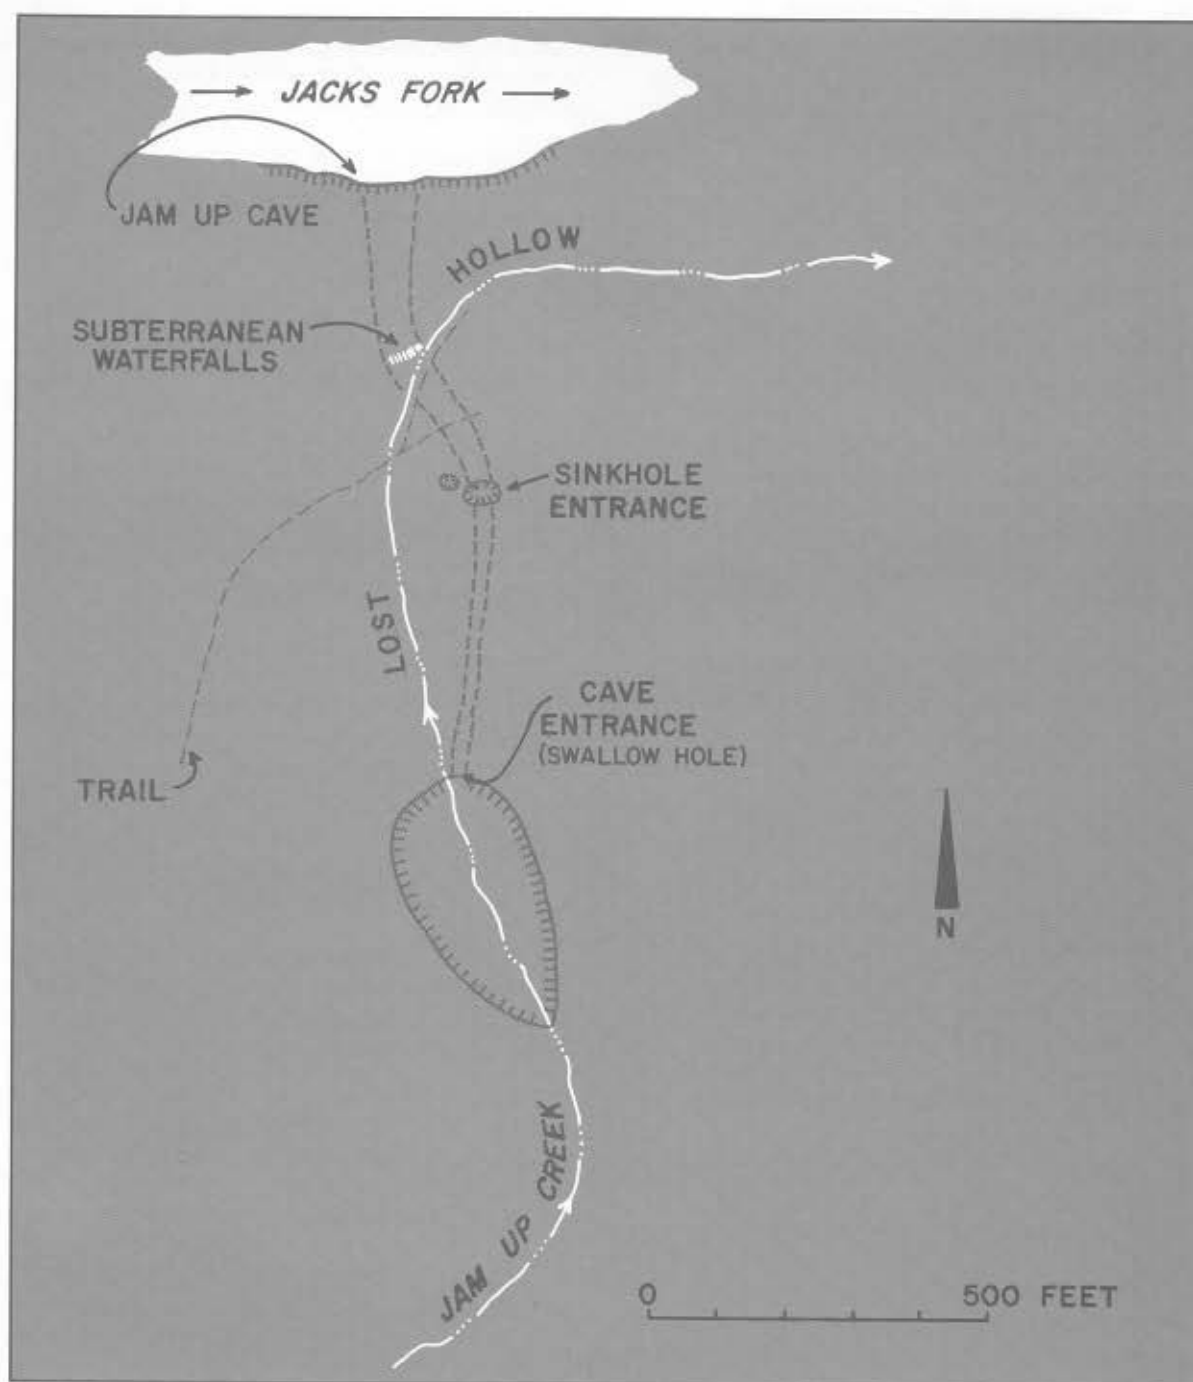 JACKS FORK
JAM UP CAVE
HOLLOW
SUBTERRANEAN
WATERFALLS
SINKHOLE
ENTRANCE
LOST
CAVE
ENTRANCE
(SWALLOW HOLE)
TRAIL
N
JAM UP CREEK
0 500 FEET